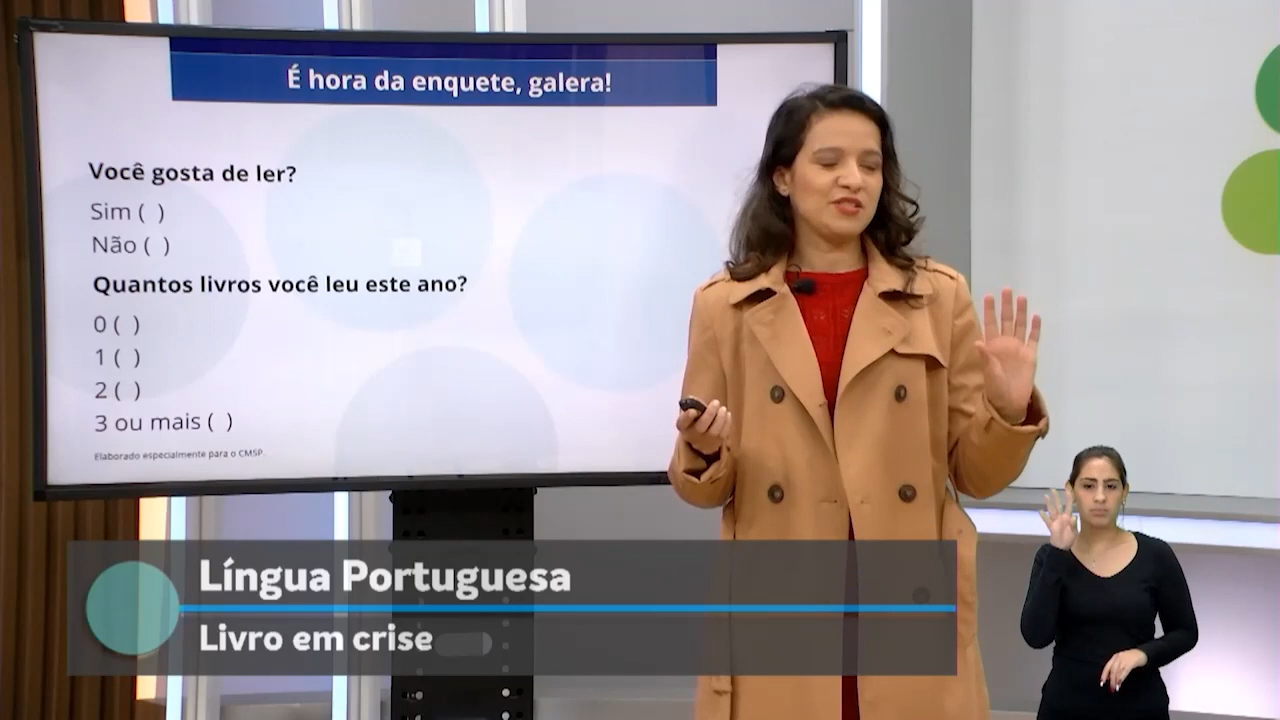 É hora da enquete, galera!
Você gosta de ler?
Sim ( )
Não ( )
Quantos livros você leu este ano?
0 ( )
1 ( )
2 ( )
3 ou mais ( )
Elaborado especialmente para o CMSP.
Língua Portuguesa
Livro em crise